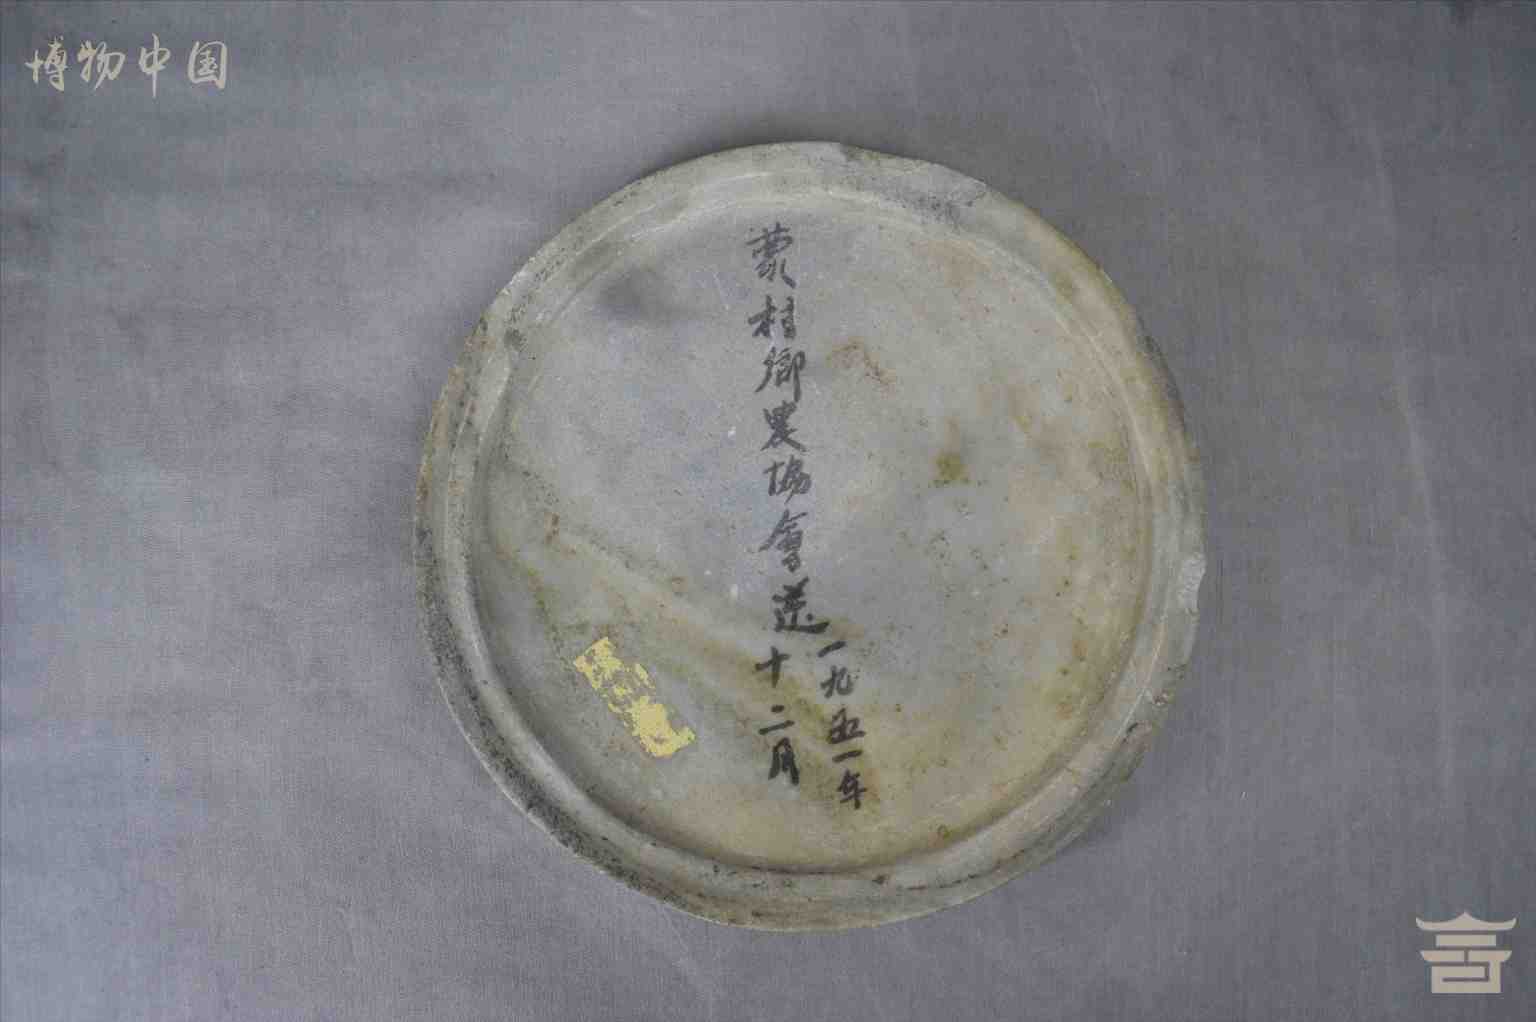 博物中国
蒙村鄉農協會送
一九五一年
十二月